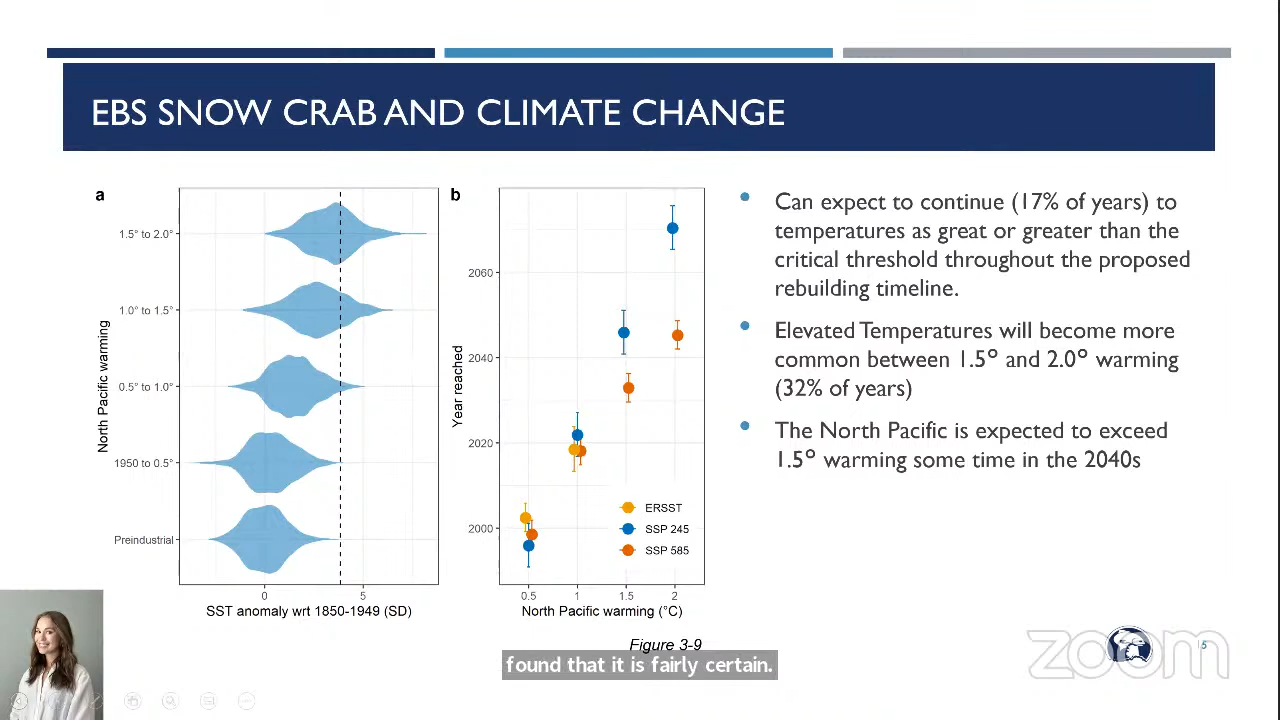 EBS SNOW CRAB AND CLIMATE CHANGE
a
North Pacific warming
1.5° to 2.0°
1.0° to 1.5°
0.5° to 1.0°
1950 to 0.5°
Preindustrial
0
5
SST anomaly wrt 1850-1949 (SD)
b
Year reached
2060
2040
2020
2000
ERSST
SSP 245
SSP 585
0.5
1
1.5
2
North Pacific warming (°C)
Can expect to continue (17% of years) to
temperatures as great or greater than the
critical threshold throughout the proposed
rebuilding timeline.
Elevated Temperatures will become more
common between 1.5° and 2.0° warming
(32% of years)
The North Pacific is expected to exceed
1.5° warming some time in the 2040s
Figure 3-9
found that it is fairly certain.
zoom
5